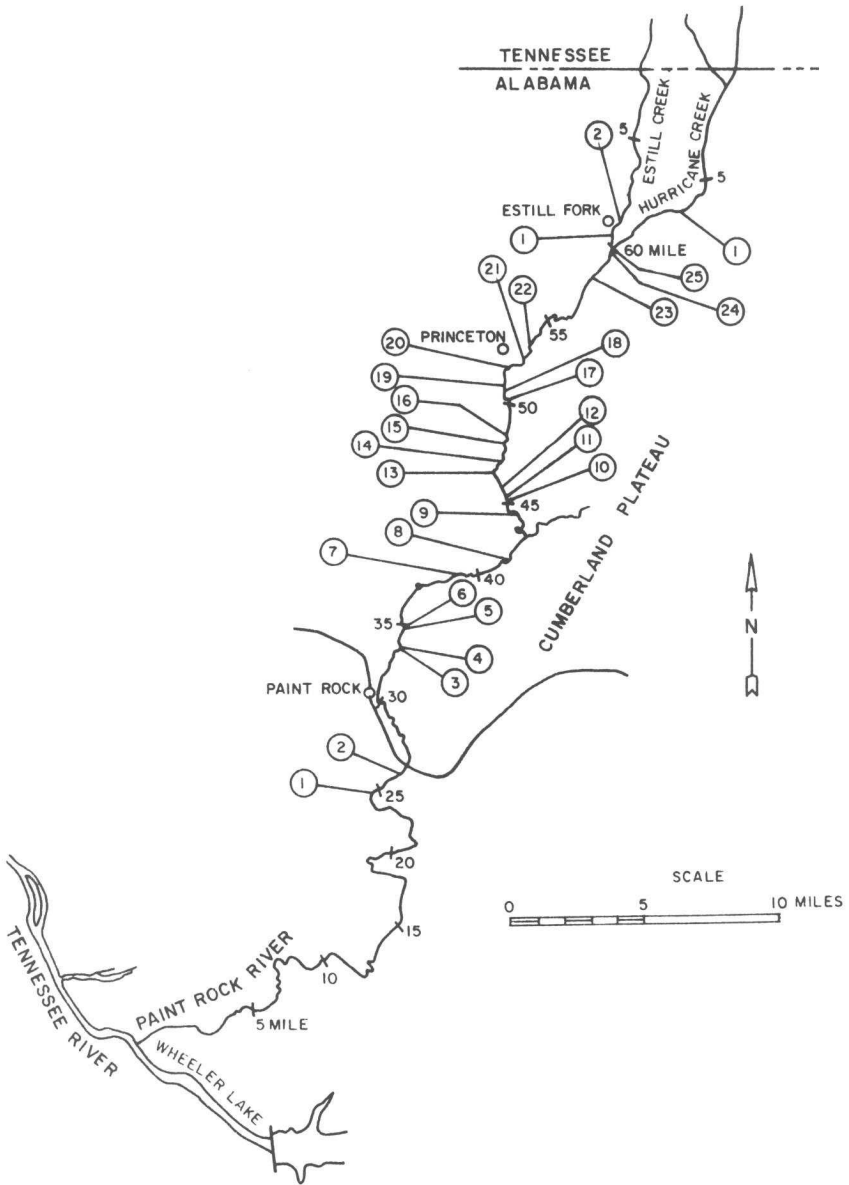 TENNESSEE
ALABAMA
2
5
ESTILL CREEK
HURRICANE CREEK
5
ESTILL FORK
1
60 MILE
1
21
22
25
24
23
55
PRINCETON
20
18
19
17
16
50
12
15
11
14
10
13
45
9
8
7
40
6
35
5
4
3
CUMBERLAND PLATEAU
N
PAINT ROCK
30
2
1
25
20
SCALE
0
5
10 MILES
15
10
PAINT ROCK RIVER
5 MILE
TENNESSEE RIVER
WHEELER LAKE